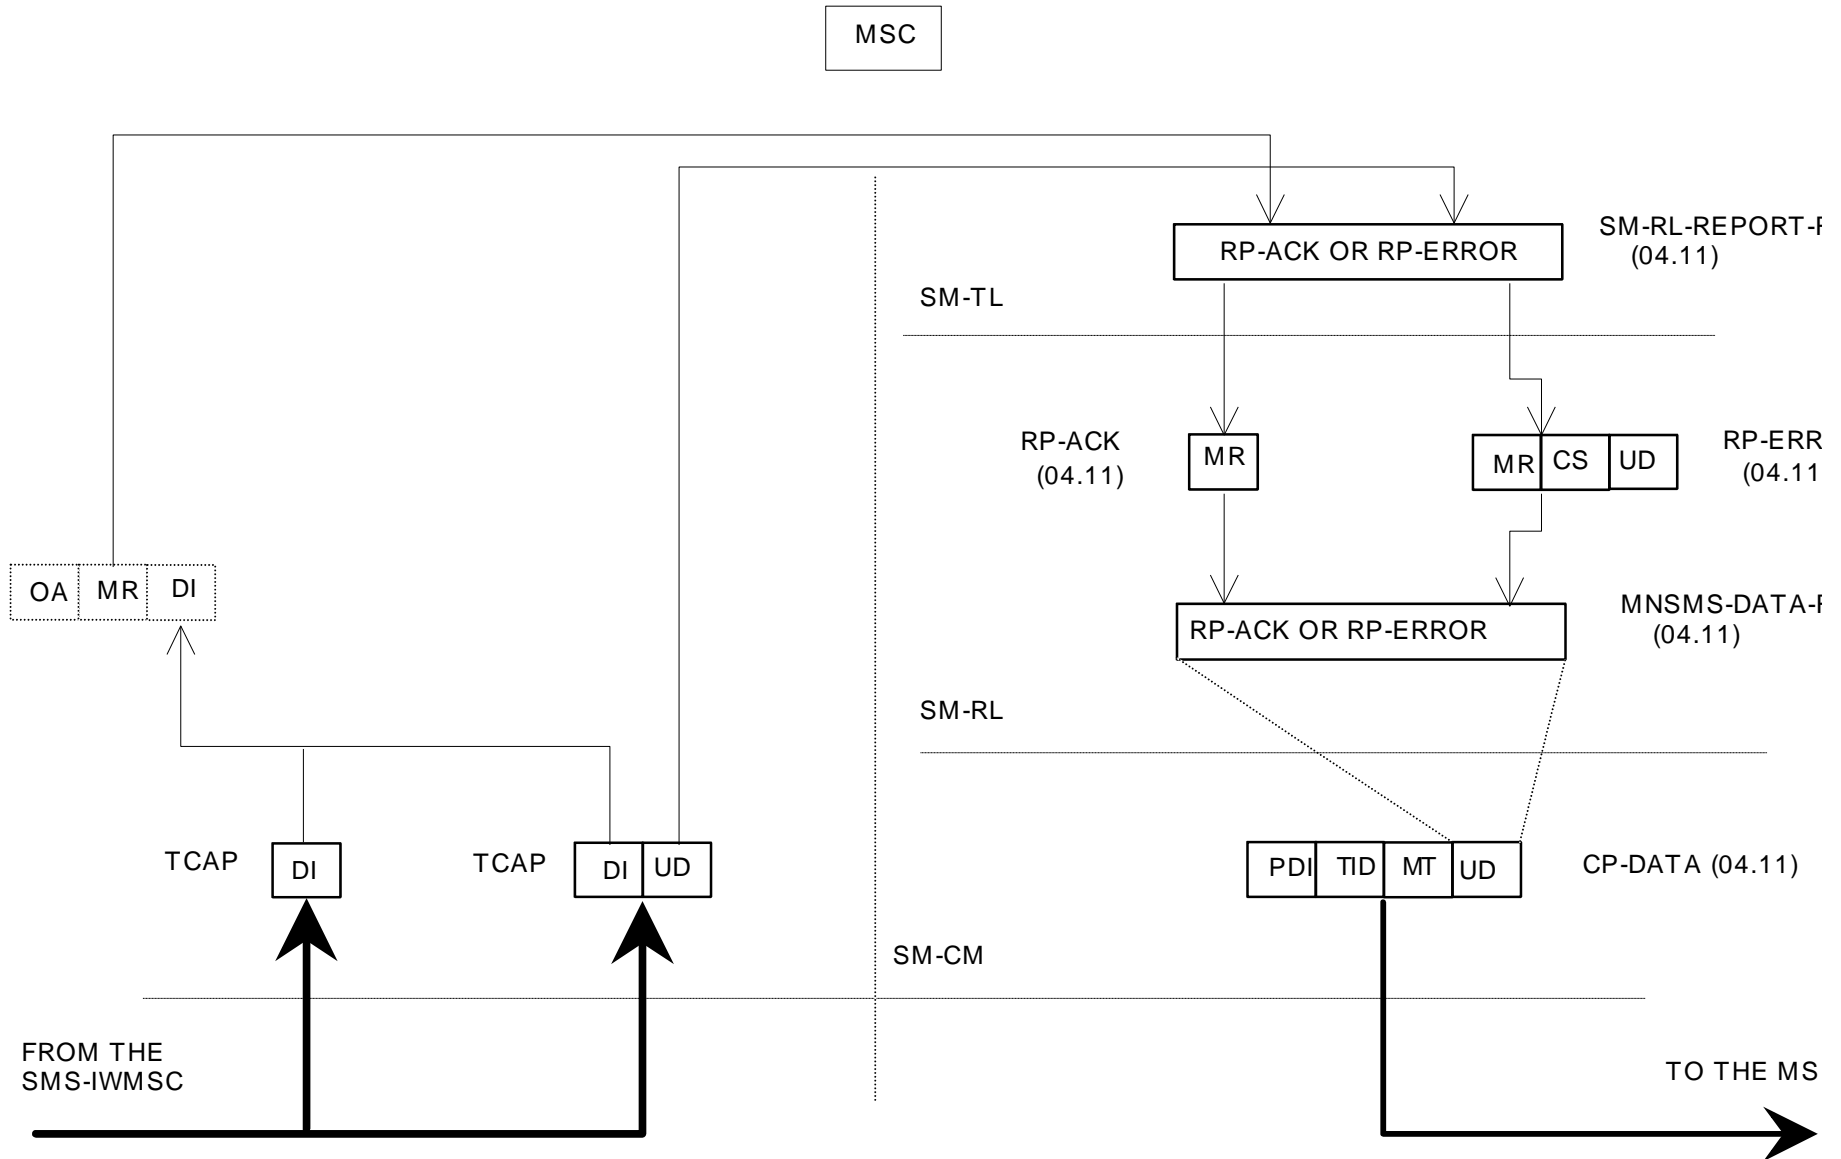 MSC
SM-RL-REPORT-
RP-ACK OR RP-ERROR
(04.11)
SM-TL
RP-ACK
(04.11)
MR
MR CS UD
RP-ERR
(04.11
OA MR DI
RP-ACK OR RP-ERROR
MNSMS-DATA-
(04.11)
SM-RL
TCAP
DI
TCAP
DI UD
PDI TID MT UD
CP-DATA (04.11)
SM-CM
FROM THE
SMS-IWMSC
TO THE MS